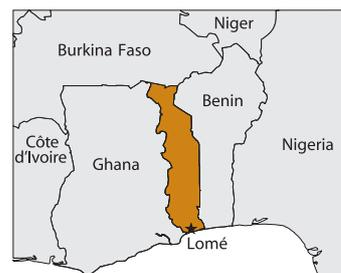 Niger
Burkina Faso
Benin
Côte
d'Ivoire
Ghana
Nigeria
Lomé